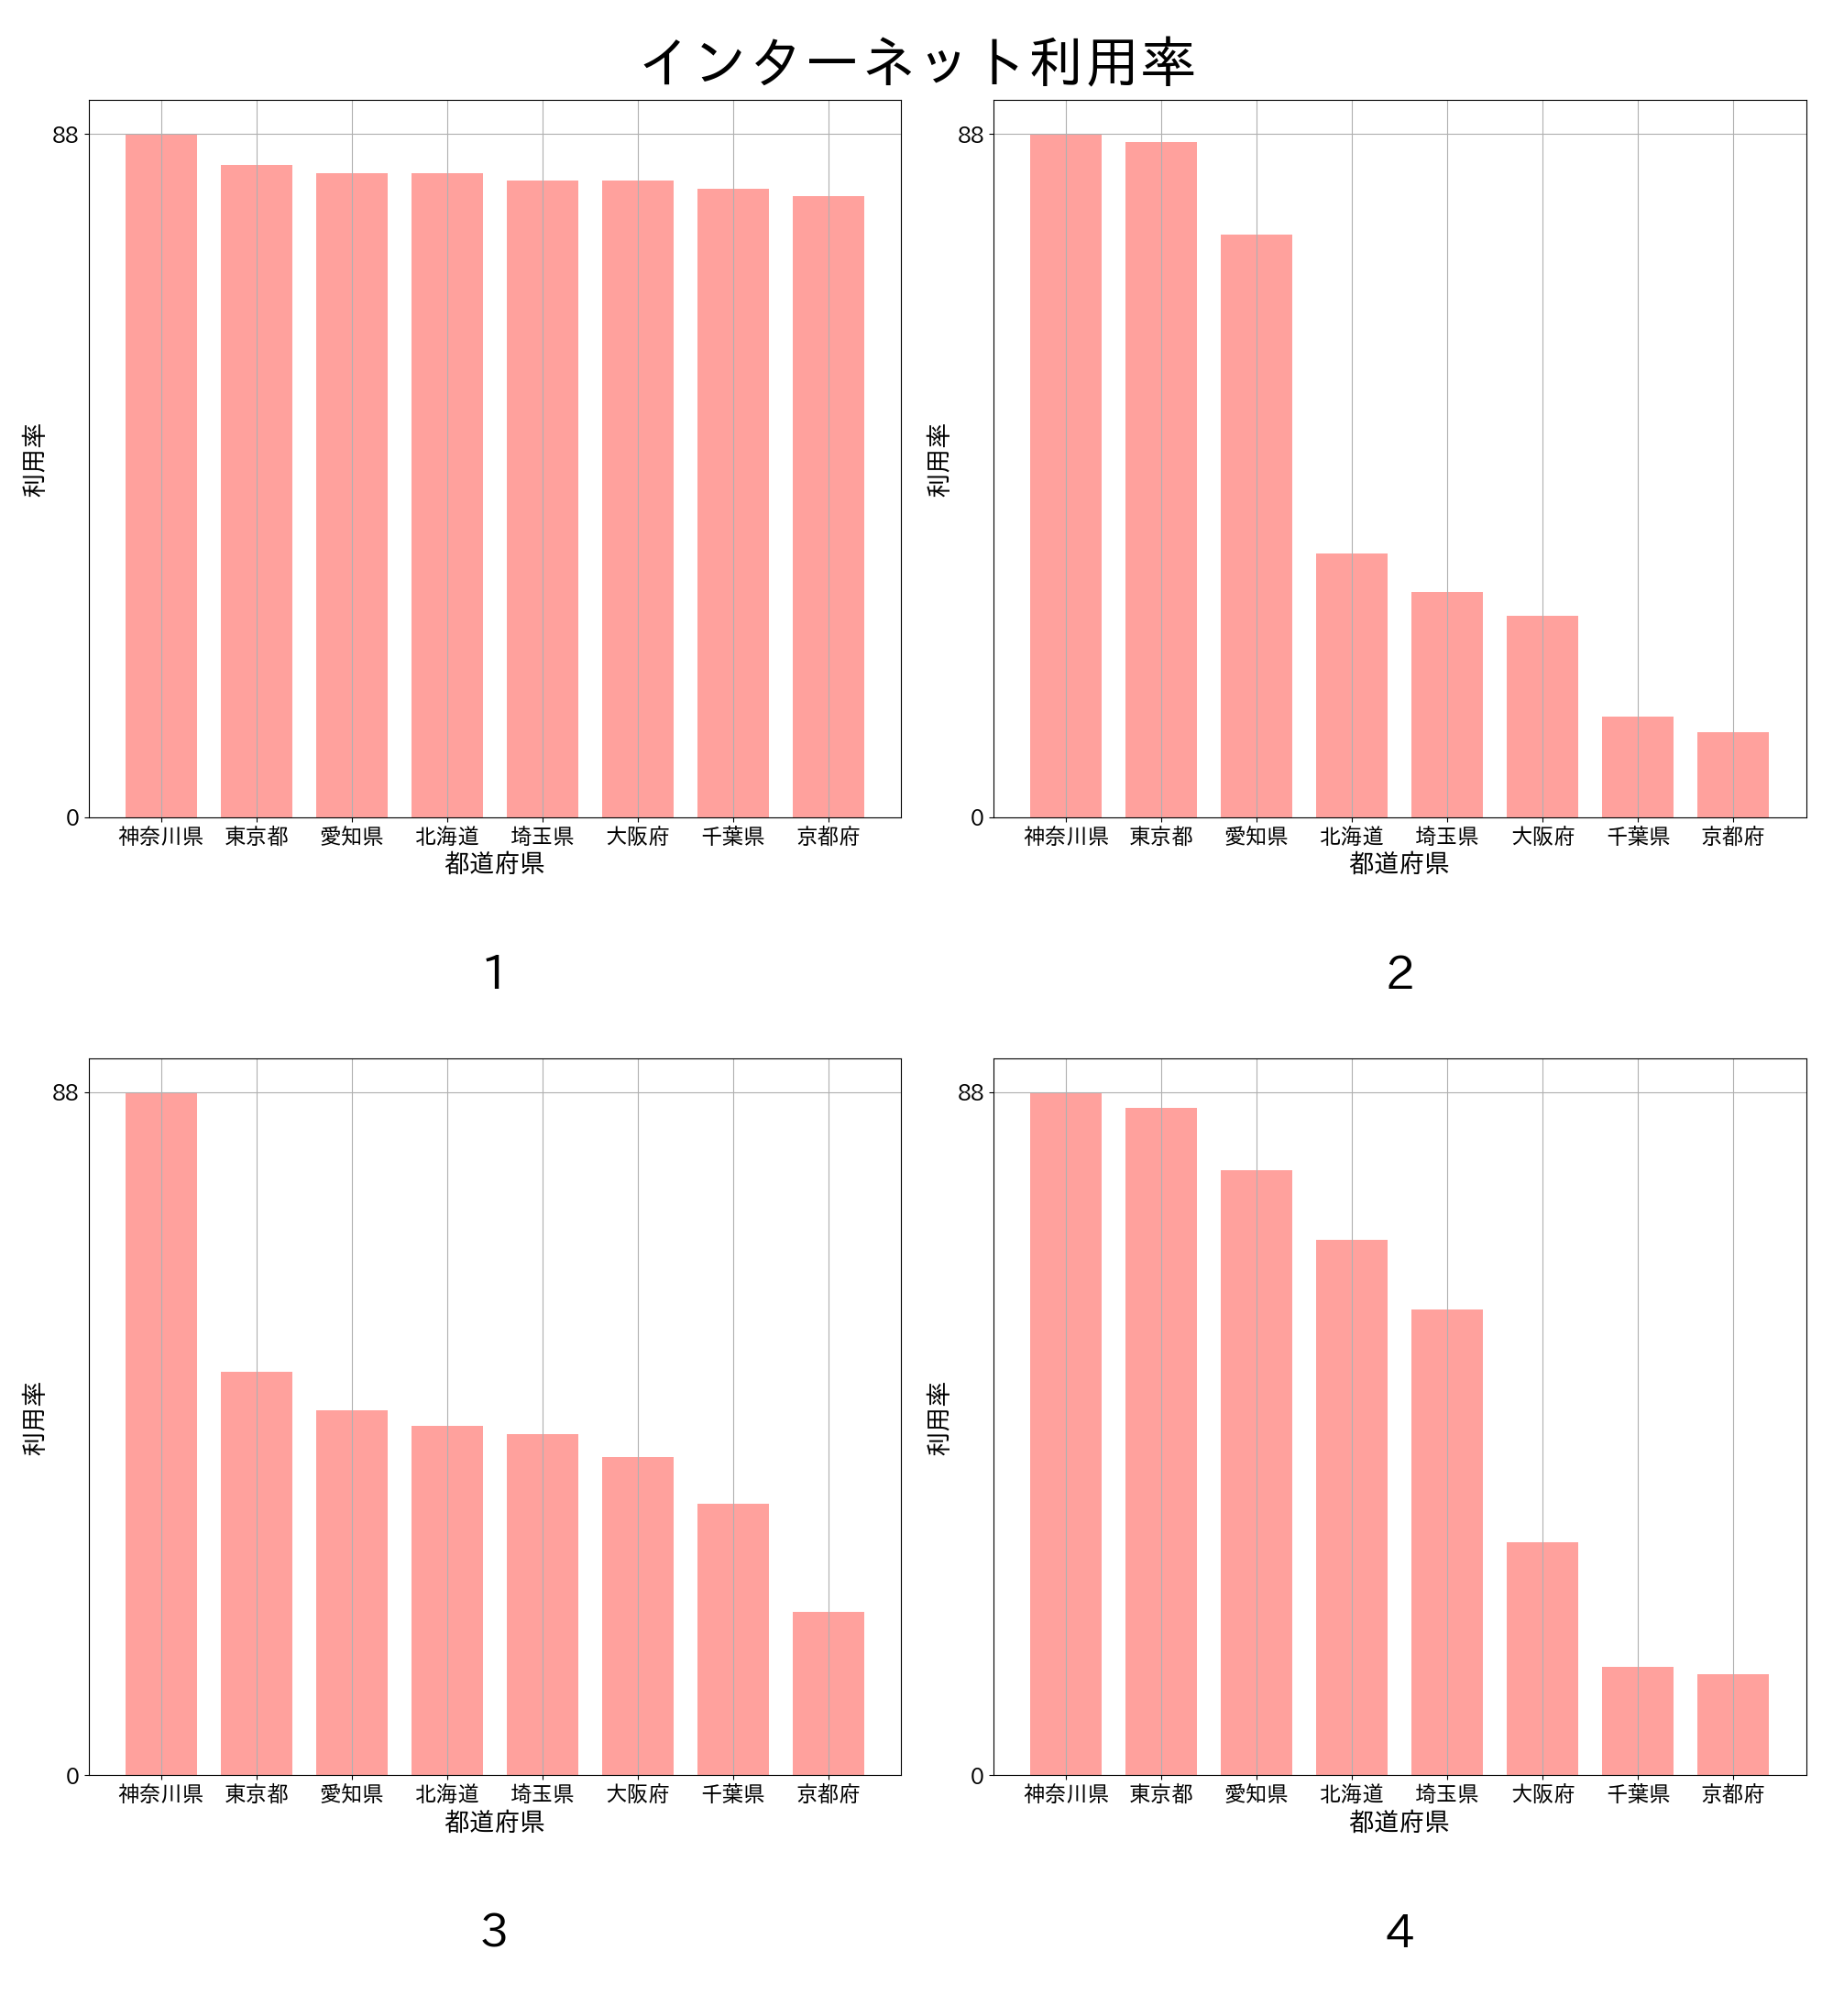 インターネット利用率
88
0
利用率
神奈川県 東京都 愛知県 北海道 埼玉県 大阪府 千葉県 京都府
都道府県
1
88
0
利用率
神奈川県 東京都 愛知県 北海道 埼玉県 大阪府 千葉県 京都府
都道府県
2
88
0
利用率
神奈川県 東京都 愛知県 北海道 埼玉県 大阪府 千葉県 京都府
都道府県
3
88
0
利用率
神奈川県 東京都 愛知県 北海道 埼玉県 大阪府 千葉県 京都府
都道府県
4